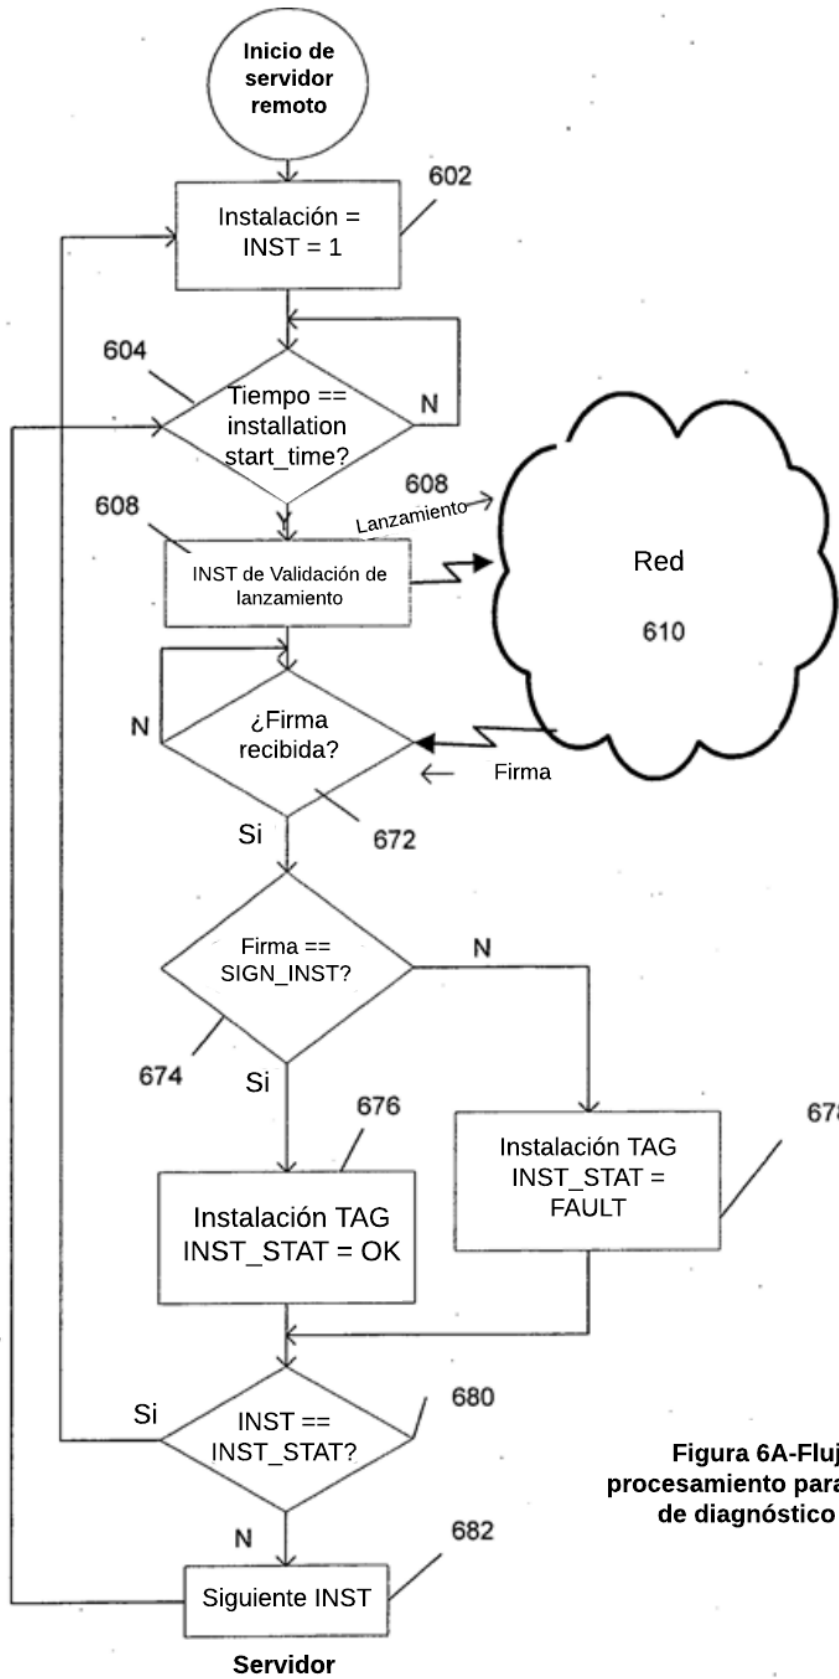 Inicio de
servidor
remoto
602
Instalación =
INST = 1
604
Tiempo ==
installation
start_time?
N
Y
608
608
Lanzamiento
INST de Validación de
lanzamiento
Red
610
N
¿Firma
recibida?
Firma
672
Si
Firma ==
SIGN_INST?
N
674
Si
676
678
Instalación TAG
INST_STAT = OK
Instalación TAG
INST_STAT =
FAULT
680
Si
INST ==
INST_STAT?
N
682
Siguiente INST
Servidor
Figura 6A-Fluj
procesamiento para
de diagnóstico